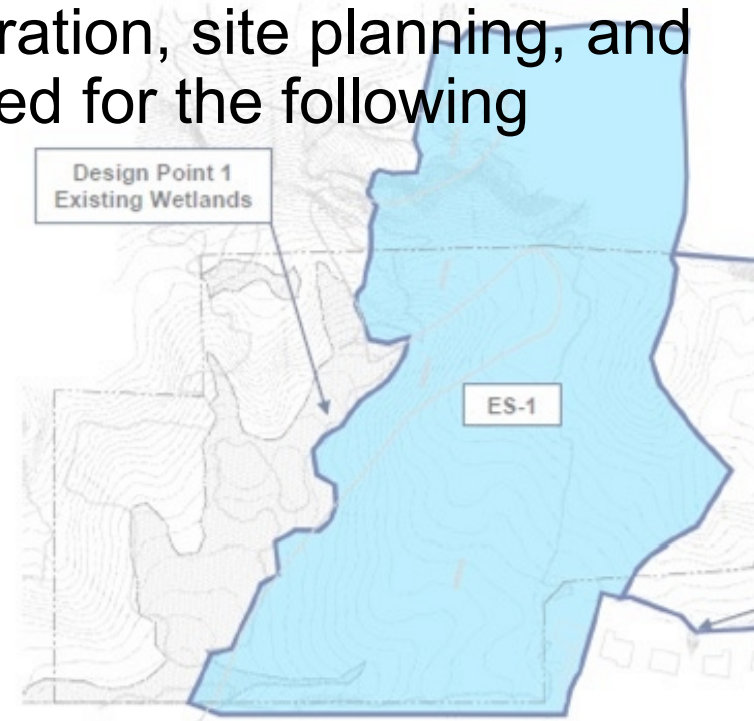 ration, site planning, and
ed for the following
Design Point 1
Existing Wetlands
ES-1